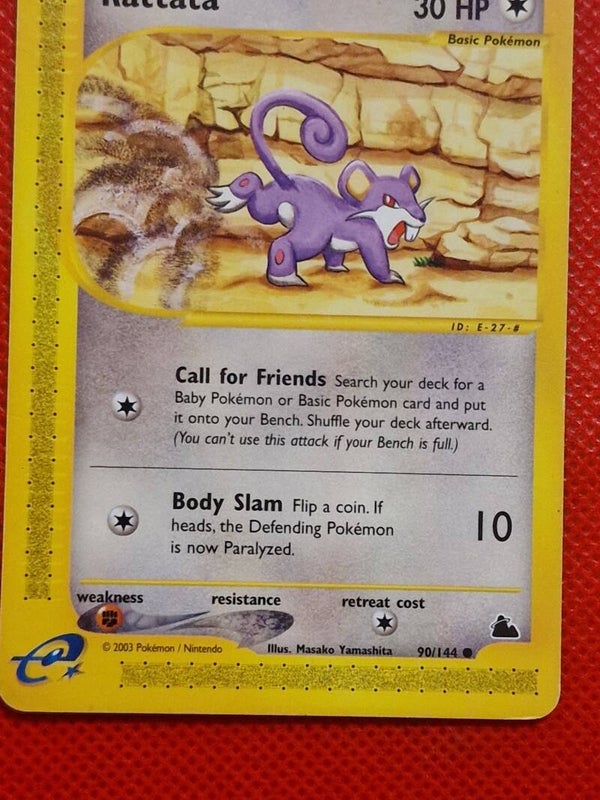 Rattata 30 HP
Basic Pokémon
ID: E-27-#
Call for Friends Search your deck for a
Baby Pokémon or Basic Pokémon card and put
it onto your Bench. Shuffle your deck afterward.
(You can't use this attack if your Bench is full.)
Body Slam Flip a coin. If
heads, the Defending Pokémon
is now Paralyzed.
10
weakness resistance retreat cost
© 2003 Pokémon / Nintendo Illus. Masako Yamashita 90/144
e